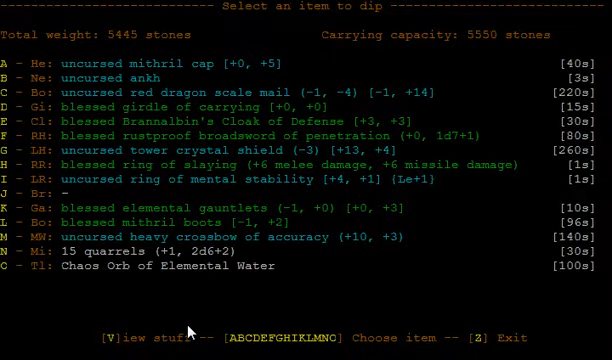 Select an item to dip
Total weight: 5445 stones Carrying capacity: 5550 stones
A - He: uncursed mithril cap [+0, +5] [40s]
B - Ne: uncursed ankh [3s]
C - Bo: uncursed red dragon scale mail (-1, -4) [-1, +14] [220s]
D - Gi: blessed girdle of carrying [+0, +0] [15s]
E - Cl: blessed Brannalbin's Cloak of Defense [+3, +3] [30s]
F - RH: blessed rustproof broadsword of penetration (+0, 1d7+1) [80s]
G - LH: uncursed tower crystal shield (-3) [+13, +4] [260s]
H - RR: blessed ring of slaying (+6 melee damage, +6 missile damage) [1s]
I - LR: uncursed ring of mental stability [+4, +1] {Le+1} [1s]
J - Br: -
K - Ga: blessed elemental gauntlets (-1, +0) [+0, +3] [10s]
L - Bo: blessed mithril boots [-1, +2] [96s]
M - MW: uncursed heavy crossbow of accuracy (+10, +3) [140s]
N - Mi: 15 quarrels (+1, 2d6+2) [30s]
O - Tl: Chaos Orb of Elemental Water [100s]
[V]iew stuff -- [ABCDEFGHIKLMNO] Choose item -- [Z] Exit